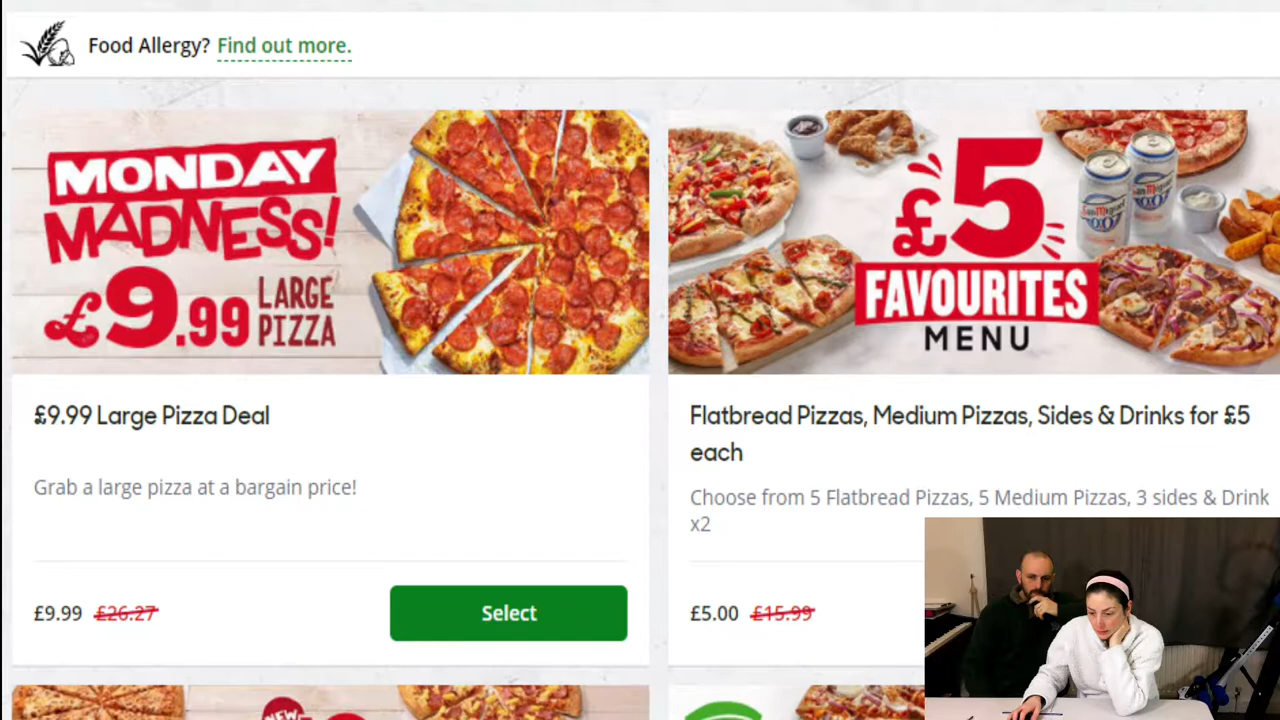 Food Allergy? Find out more.
MONDAY
MADNESS!
£9.99 LARGE
PIZZA
£5
FAVOURITES
MENU
£9.99 Large Pizza Deal
Grab a large pizza at a bargain price!
£9.99 £26.27
Select
Flatbread Pizzas, Medium Pizzas, Sides & Drinks for £5
each
Choose from 5 Flatbread Pizzas, 5 Medium Pizzas, 3 sides & Drink
x2
£5.00 £15.99
NEW